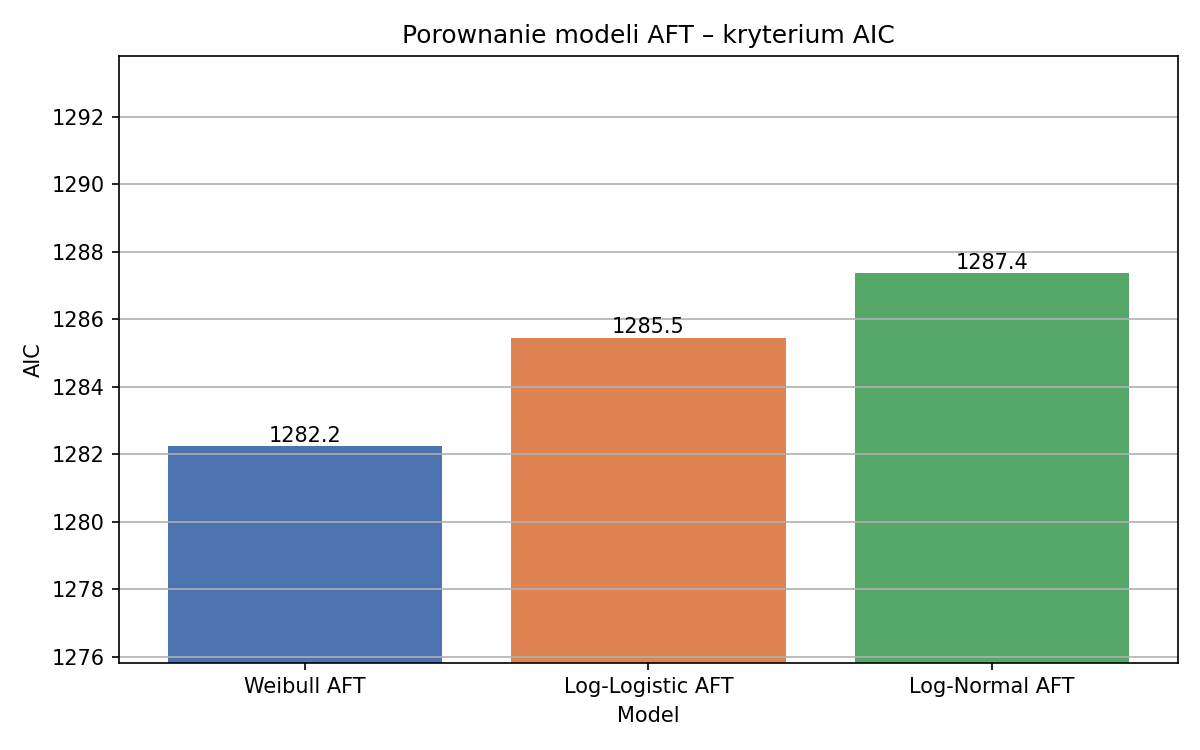 Porownanie modeli AFT – kryterium AIC
1292
1290
1288
1286
1284
1282
1280
1278
1276
AIC
1282.2
1285.5
1287.4
Weibull AFT
Log-Logistic AFT
Log-Normal AFT
Model